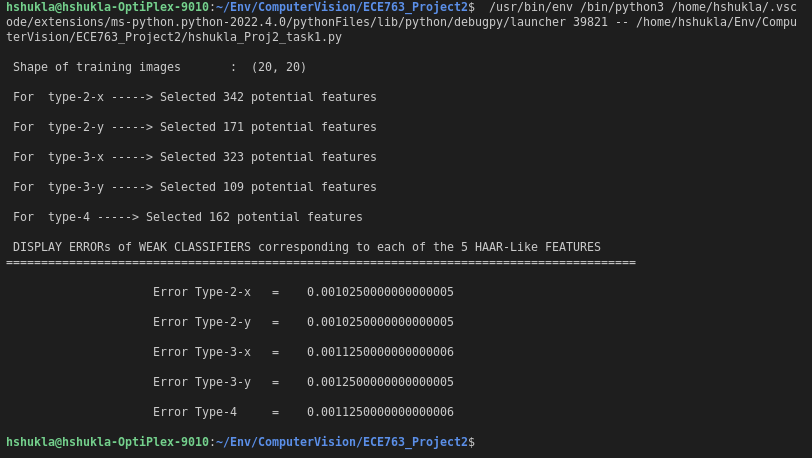 hshukla@hshukla-OptiPlex-9010:~/Env/ComputerVision/ECE763_Project2$  /usr/bin/env /bin/python3 /home/hshukla/.vsc
ode/extensions/ms-python.python-2022.4.0/pythonFiles/lib/python/debugpy/launcher 39821 -- /home/hshukla/Env/Compu
terVision/ECE763_Project2/hshukla_Proj2_task1.py
Shape of training images       :  (20, 20)
For  type-2-x -----> Selected 342 potential features
For  type-2-y -----> Selected 171 potential features
For  type-3-x -----> Selected 323 potential features
For  type-3-y -----> Selected 109 potential features
For  type-4 -----> Selected 162 potential features
DISPLAY ERRORs of WEAK CLASSIFIERS corresponding to each of the 5 HAAR-Like FEATURES
==========================================================================================
Error Type-2-x   =    0.0010250000000000005
Error Type-2-y   =    0.0010250000000000005
Error Type-3-x   =    0.0011250000000000006
Error Type-3-y   =    0.0012500000000000005
Error Type-4     =    0.0011250000000000006
hshukla@hshukla-OptiPlex-9010:~/Env/ComputerVision/ECE763_Project2$